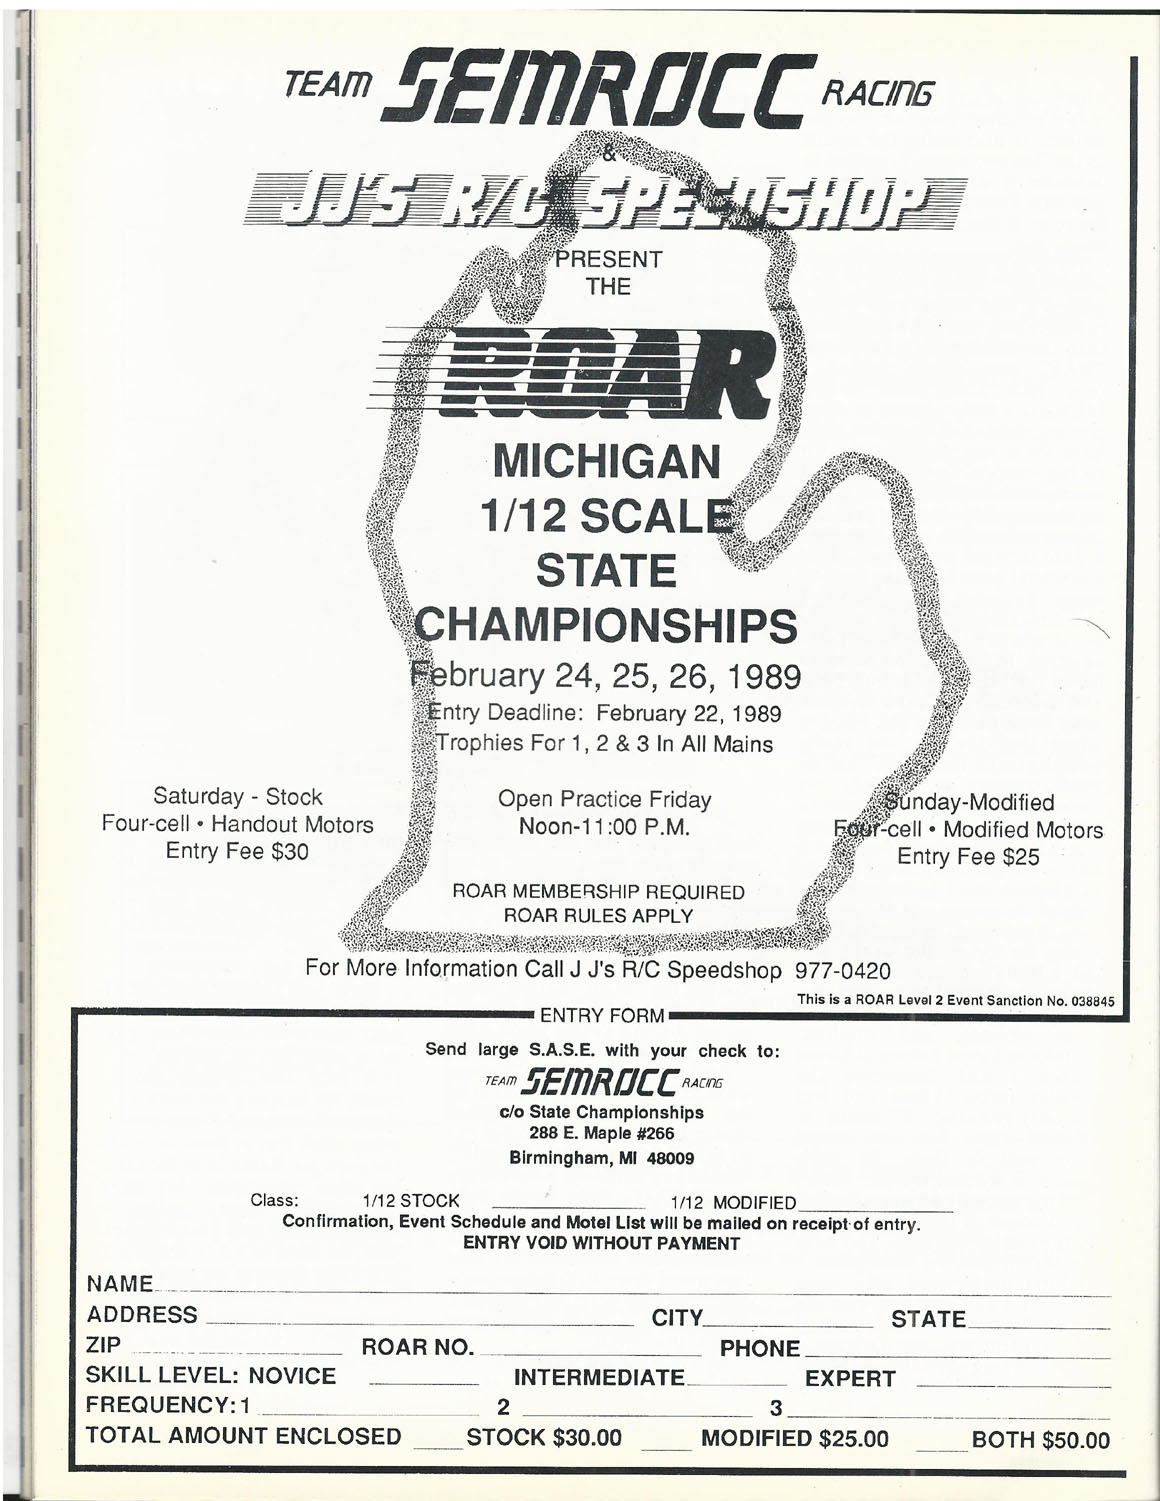 TEAM SEMROCC RACING
&
JJ'S R/C SPEEDSHOP
PRESENT
THE
ROAR
MICHIGAN
1/12 SCALE
STATE
CHAMPIONSHIPS
February 24, 25, 26, 1989
Entry Deadline: February 22, 1989
Trophies For 1, 2 & 3 In All Mains
Saturday - Stock
Four-cell • Handout Motors
Entry Fee $30
Open Practice Friday
Noon-11:00 P.M.
Sunday-Modified
Four-cell • Modified Motors
Entry Fee $25
ROAR MEMBERSHIP REQUIRED
ROAR RULES APPLY
For More Information Call J J's R/C Speedshop 977-0420
This is a ROAR Level 2 Event Sanction No. 038845
ENTRY FORM
Send large S.A.S.E. with your check to:
TEAM SEMROCC RACING
c/o State Championships
288 E. Maple #266
Birmingham, MI 48009
Class: 1/12 STOCK 1/12 MODIFIED
Confirmation, Event Schedule and Motel List will be mailed on receipt of entry.
ENTRY VOID WITHOUT PAYMENT
NAME
ADDRESS CITY STATE
ZIP ROAR NO. PHONE
SKILL LEVEL: NOVICE INTERMEDIATE EXPERT
FREQUENCY: 1 2 3
TOTAL AMOUNT ENCLOSED STOCK $30.00 MODIFIED $25.00 BOTH $50.00